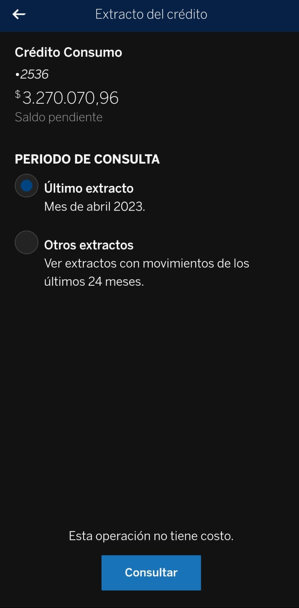 Extracto del crédito
Crédito Consumo
•2536
$3.270.070,96
Saldo pendiente
PERIODO DE CONSULTA
Último extracto
Mes de abril 2023.
Otros extractos
Ver extractos con movimientos de los
últimos 24 meses.
Esta operación no tiene costo.
Consultar